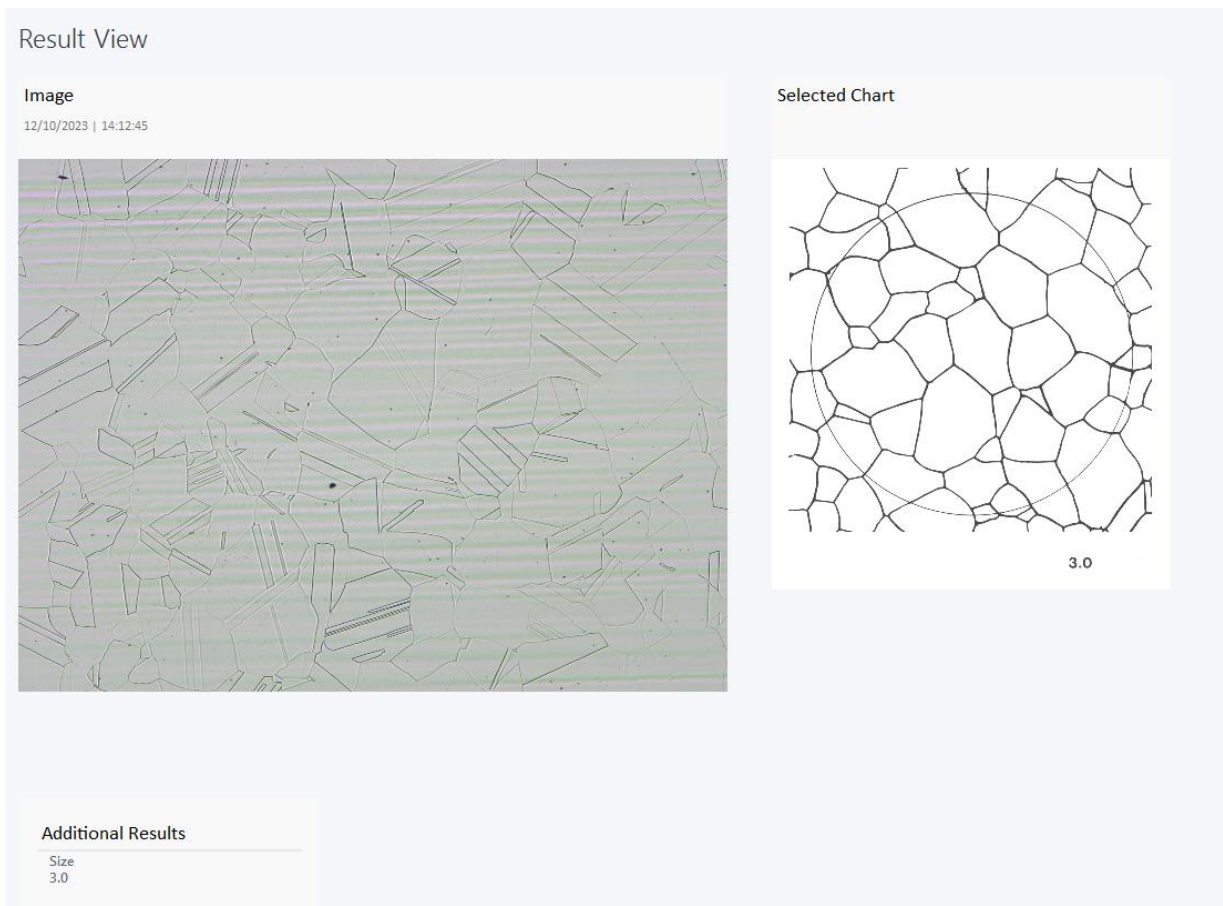 Result View
Image
12/10/2023 | 14:12:45
Selected Chart
3.0
Additional Results
Size
3.0